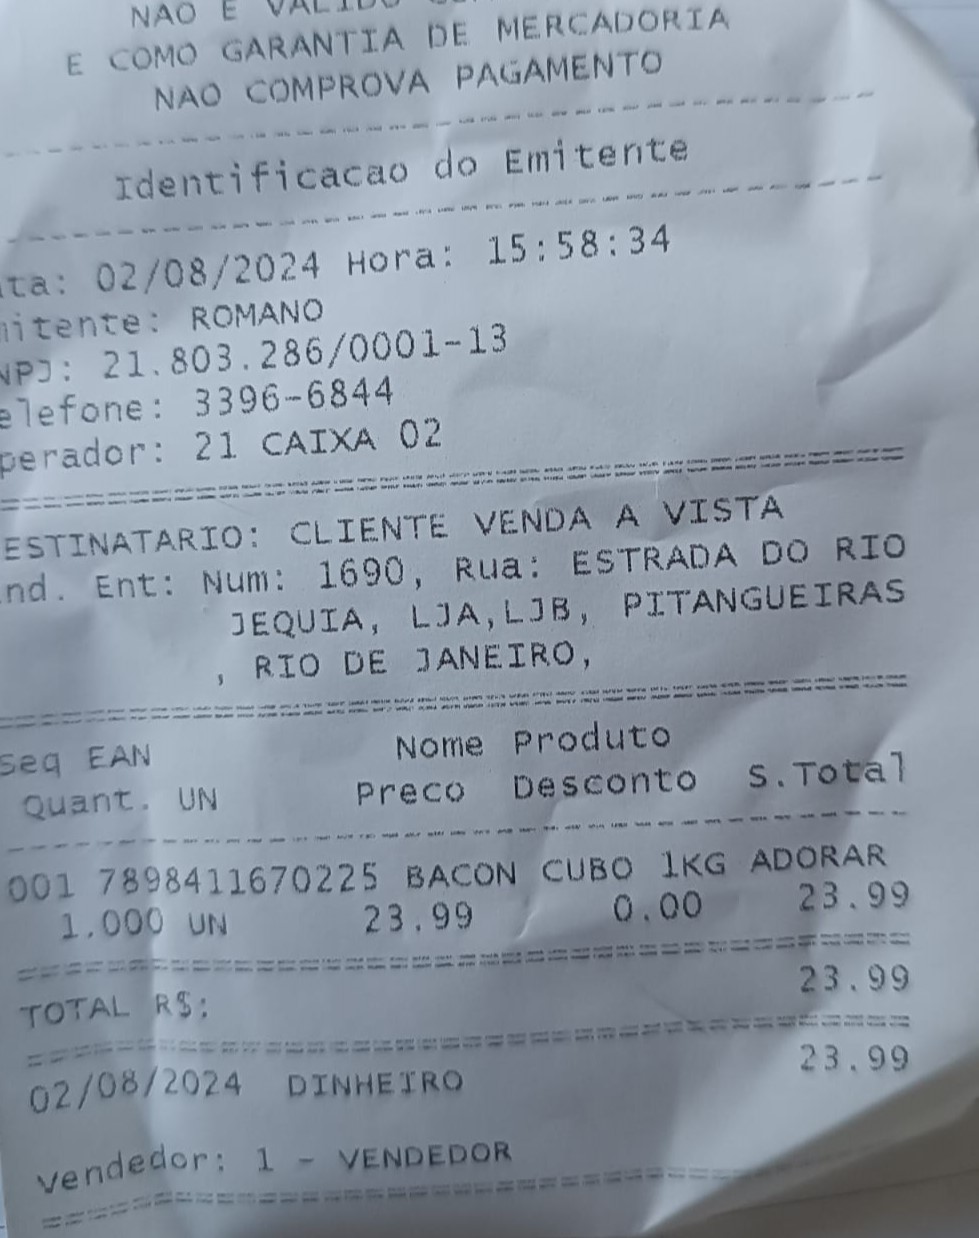 NAO E VALIDO
E COMO GARANTIA DE MERCADORIA
NAO COMPROVA PAGAMENTO
Identificacao do Emitente
ta: 02/08/2024 Hora: 15:58:34
mitente: ROMANO
NPJ: 21.803.286/0001-13
elefone: 3396-6844
perador: 21 CAIXA 02
ESTINATARIO: CLIENTE VENDA A VISTA
nd. Ent: Num: 1690, Rua: ESTRADA DO RIO
JEQUIA, LJA,LJB, PITANGUEIRAS
, RIO DE JANEIRO,
Seq EAN Nome Produto
Quant. UN Preco Desconto S.Total
001 7898411670225 BACON CUBO 1KG ADORAR
1.000 UN 23.99 0.00 23.99
TOTAL R$: 23.99
02/08/2024 DINHEIRO 23.99
Vendedor: 1 - VENDEDOR